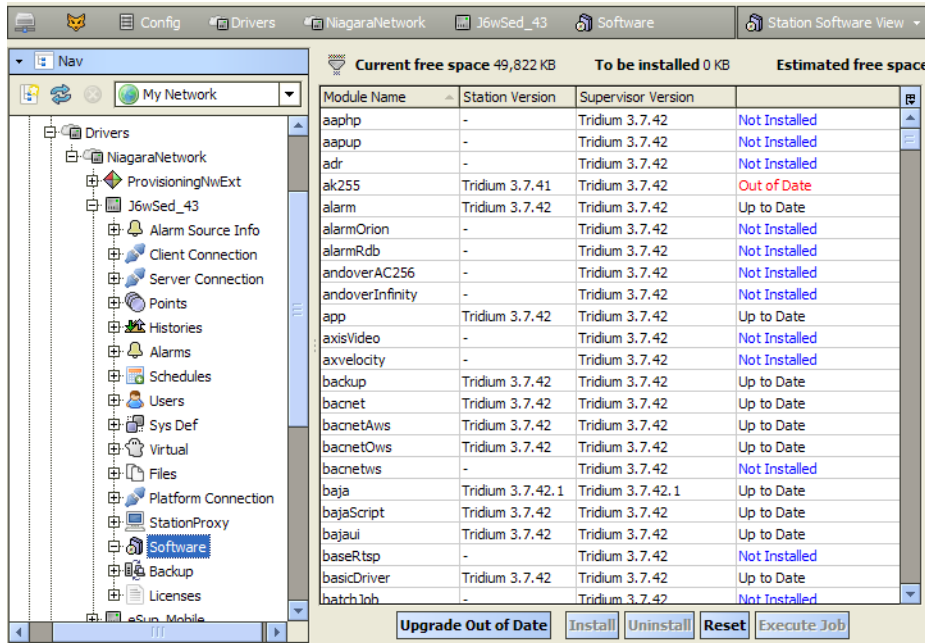 Config Drivers NiagaraNetwork J6wSed_43 Software Station Software View
Nav
My Network
Drivers
NiagaraNetwork
ProvisioningNwExt
J6wSed_43
Alarm Source Info
Client Connection
Server Connection
Points
Histories
Alarms
Schedules
Users
Sys Def
Virtual
Files
Platform Connection
StationProxy
Software
Backup
Licenses
eSup_Mobile
Current free space 49,822 KB To be installed 0 KB Estimated free space
Module Name Station Version Supervisor Version
aaphp - Tridium 3.7.42 Not Installed
aapup - Tridium 3.7.42 Not Installed
adr - Tridium 3.7.42 Not Installed
ak255 Tridium 3.7.41 Tridium 3.7.42 Out of Date
alarm Tridium 3.7.42 Tridium 3.7.42 Up to Date
alarmOrion - Tridium 3.7.42 Not Installed
alarmRdb - Tridium 3.7.42 Not Installed
andoverAC256 - Tridium 3.7.42 Not Installed
andoverInfinity - Tridium 3.7.42 Not Installed
app Tridium 3.7.42 Tridium 3.7.42 Up to Date
axisVideo - Tridium 3.7.42 Not Installed
axvelocity - Tridium 3.7.42 Not Installed
backup Tridium 3.7.42 Tridium 3.7.42 Up to Date
bacnet Tridium 3.7.42 Tridium 3.7.42 Up to Date
bacnetAws Tridium 3.7.42 Tridium 3.7.42 Up to Date
bacnetOws Tridium 3.7.42 Tridium 3.7.42 Up to Date
bacnetws - Tridium 3.7.42 Not Installed
baja Tridium 3.7.42.1 Tridium 3.7.42.1 Up to Date
bajaScript Tridium 3.7.42 Tridium 3.7.42 Up to Date
bajaui Tridium 3.7.42 Tridium 3.7.42 Up to Date
baseRtsp - Tridium 3.7.42 Not Installed
basicDriver Tridium 3.7.42 Tridium 3.7.42 Up to Date
batchJob - Tridium 3.7.42 Not Installed
Upgrade Out of Date Install Uninstall Reset Execute Job